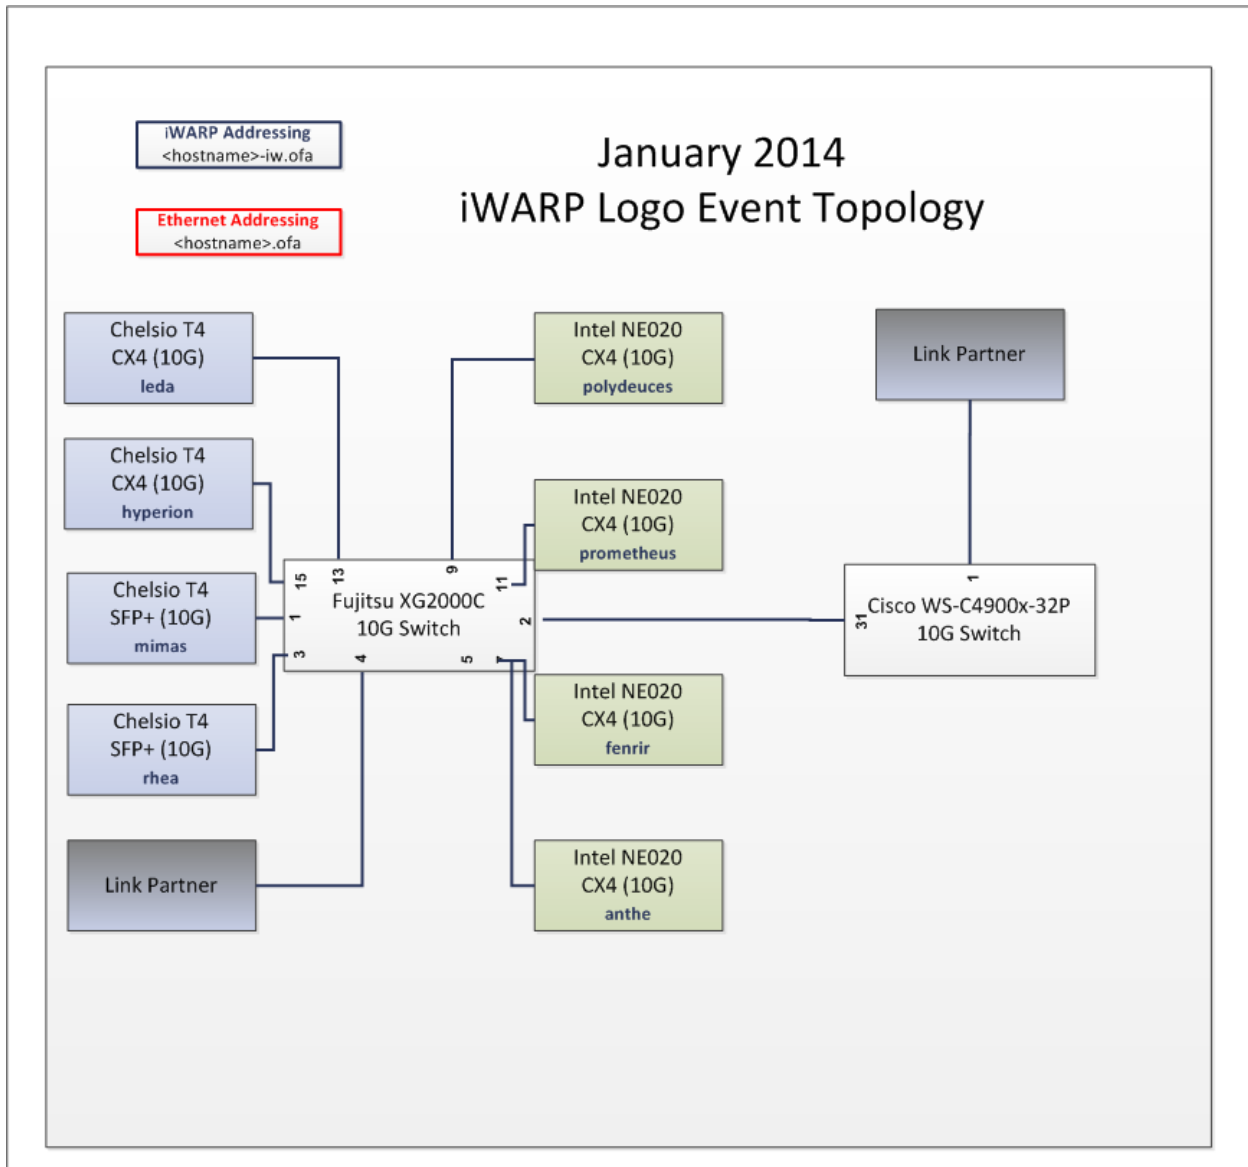 iWARP Addressing
<hostname>-iw.ofa
January 2014
iWARP Logo Event Topology
Ethernet Addressing
<hostname>.ofa
Chelsio T4
CX4 (10G)
leda
Intel NE020
CX4 (10G)
polydeuces
Link Partner
Chelsio T4
CX4 (10G)
hyperion
Intel NE020
CX4 (10G)
prometheus
15
13
9
11
1
Fujitsu XG2000C
10G Switch
2
3
4
5
7
1
31
Cisco WS-C4900x-32P
10G Switch
Chelsio T4
SFP+ (10G)
mimas
Chelsio T4
SFP+ (10G)
rhea
Intel NE020
CX4 (10G)
fenrir
Link Partner
Intel NE020
CX4 (10G)
anthe